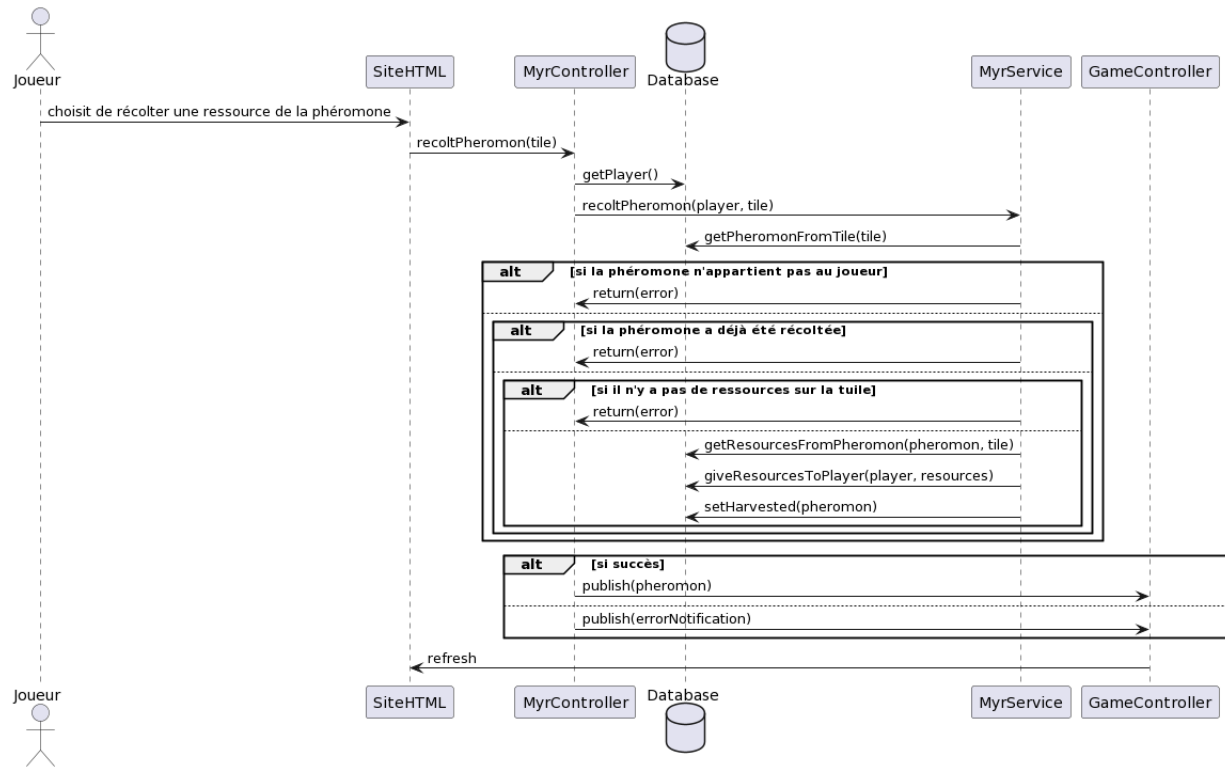 Joueur
SiteHTML
MyrController
Database
MyrService
GameController
choisit de récolter une ressource de la phéromone
recoltPheromon(tile)
getPlayer()
recoltPheromon(player, tile)
getPheromonFromTile(tile)
alt [si la phéromone n'appartient pas au joueur]
return(error)
alt [si la phéromone a déjà été récoltée]
return(error)
alt [si il n'y a pas de ressources sur la tuile]
return(error)
getResourcesFromPheromon(pheromon, tile)
giveResourcesToPlayer(player, resources)
setHarvested(pheromon)
alt [si succès]
publish(pheromon)
publish(errorNotification)
refresh
Joueur
SiteHTML
MyrController
Database
MyrService
GameController